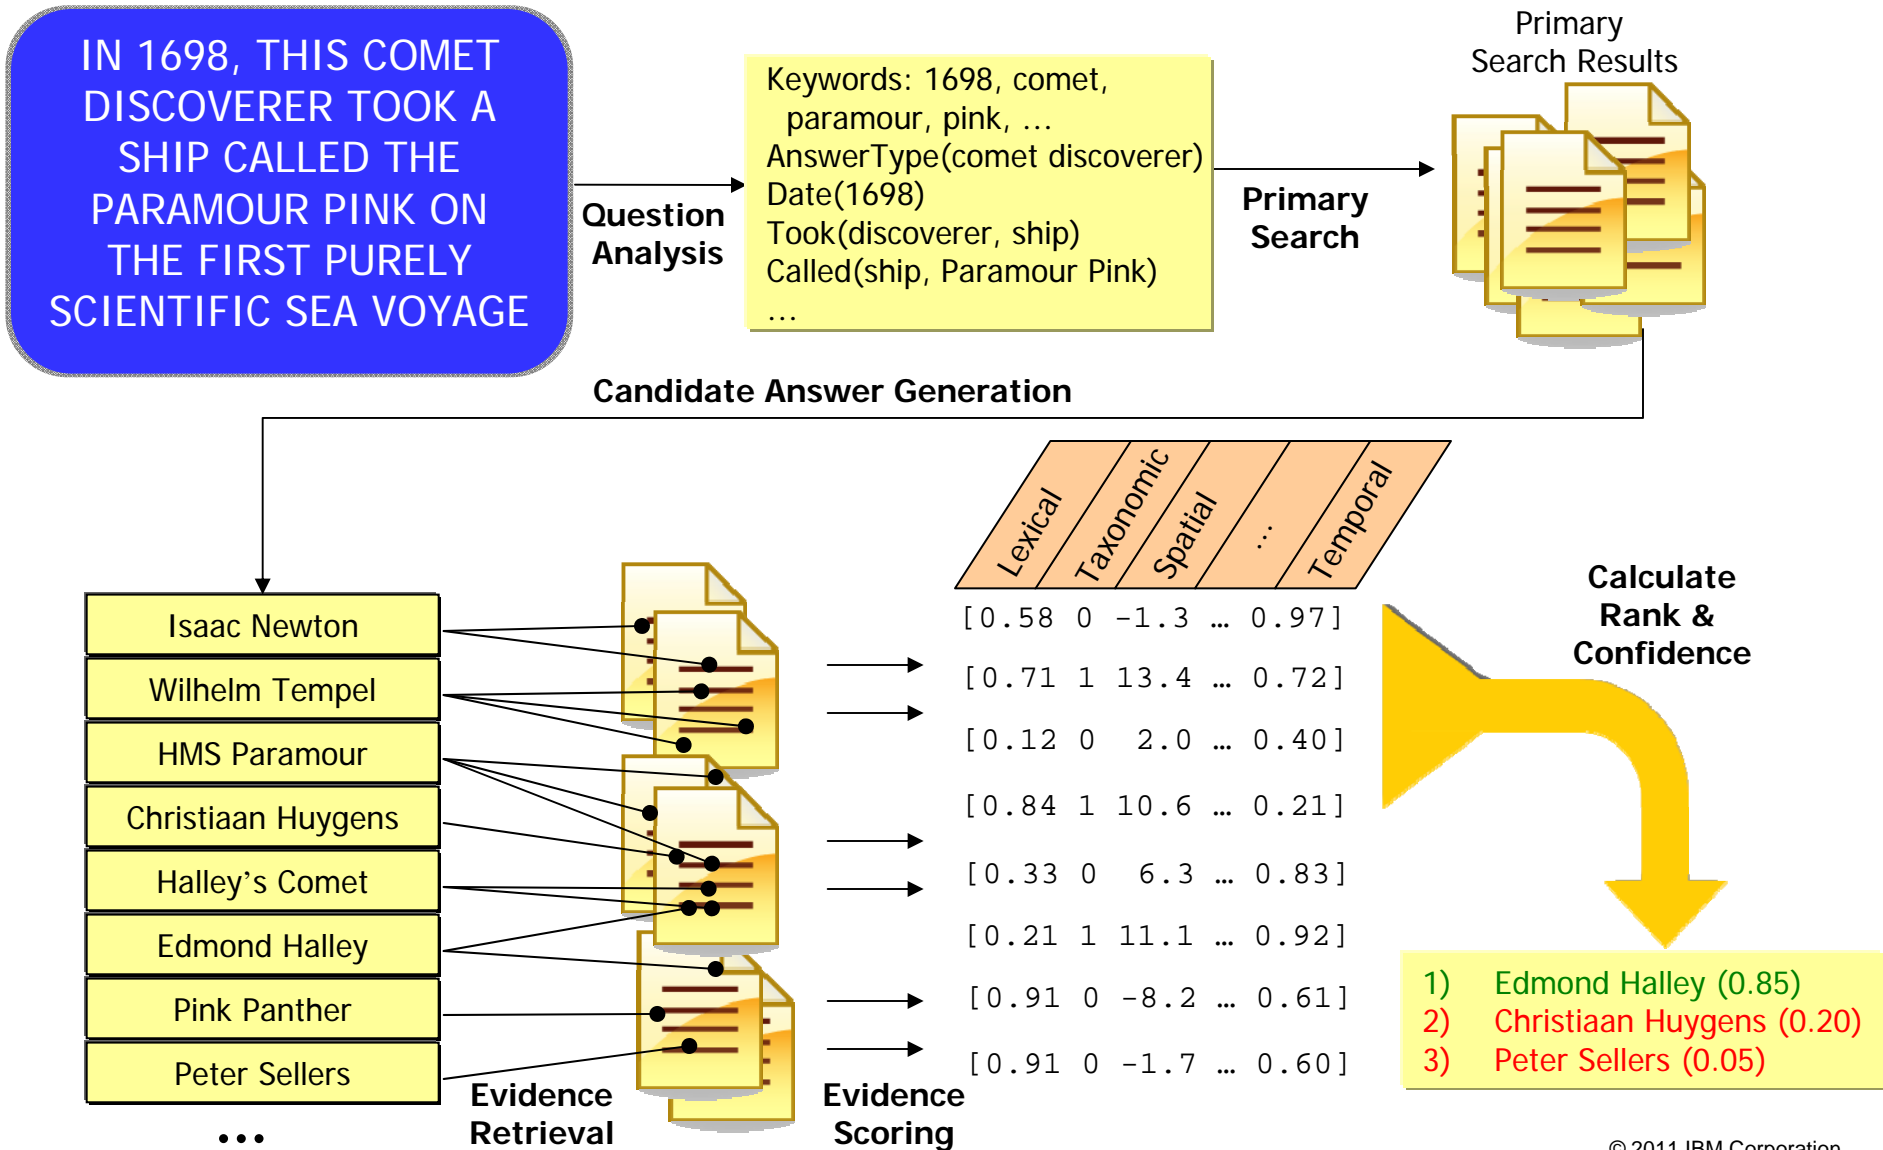 IN 1698, THIS COMET
DISCOVERER TOOK A
SHIP CALLED THE
PARAMOUR PINK ON
THE FIRST PURELY
SCIENTIFIC SEA VOYAGE
Question
Analysis
Keywords: 1698, comet,
paramour, pink, …
AnswerType(comet discoverer)
Date(1698)
Took(discoverer, ship)
Called(ship, Paramour Pink)
…
Primary
Search
Primary
Search Results
Candidate Answer Generation
Isaac Newton
Wilhelm Tempel
HMS Paramour
Christiaan Huygens
Halley’s Comet
Edmond Halley
Pink Panther
Peter Sellers
…
Evidence
Retrieval
Evidence
Scoring
Lexical
Taxonomic
Spatial
…
Temporal
[0.58 0 -1.3 … 0.97]
[0.71 1 13.4 … 0.72]
[0.12 0 2.0 … 0.40]
[0.84 1 10.6 … 0.21]
[0.33 0 6.3 … 0.83]
[0.21 1 11.1 … 0.92]
[0.91 0 -8.2 … 0.61]
[0.91 0 -1.7 … 0.60]
Calculate
Rank &
Confidence
1) Edmond Halley (0.85)
2) Christiaan Huygens (0.20)
3) Peter Sellers (0.05)
© 2011 IBM Corporation